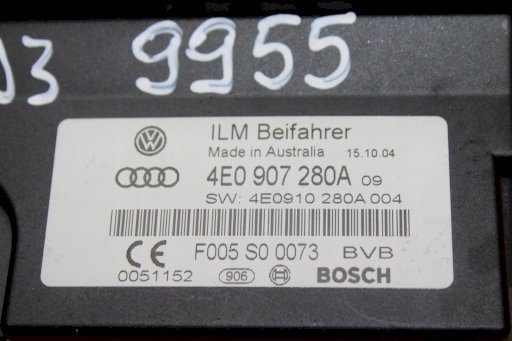 03 9955
ILM Beifahrer
Made in Australia 15.10.04
4E0 907 280A 09
SW: 4E0910 280A 004
F005 S0 0073 BVB
CE
0051152 906 BOSCH